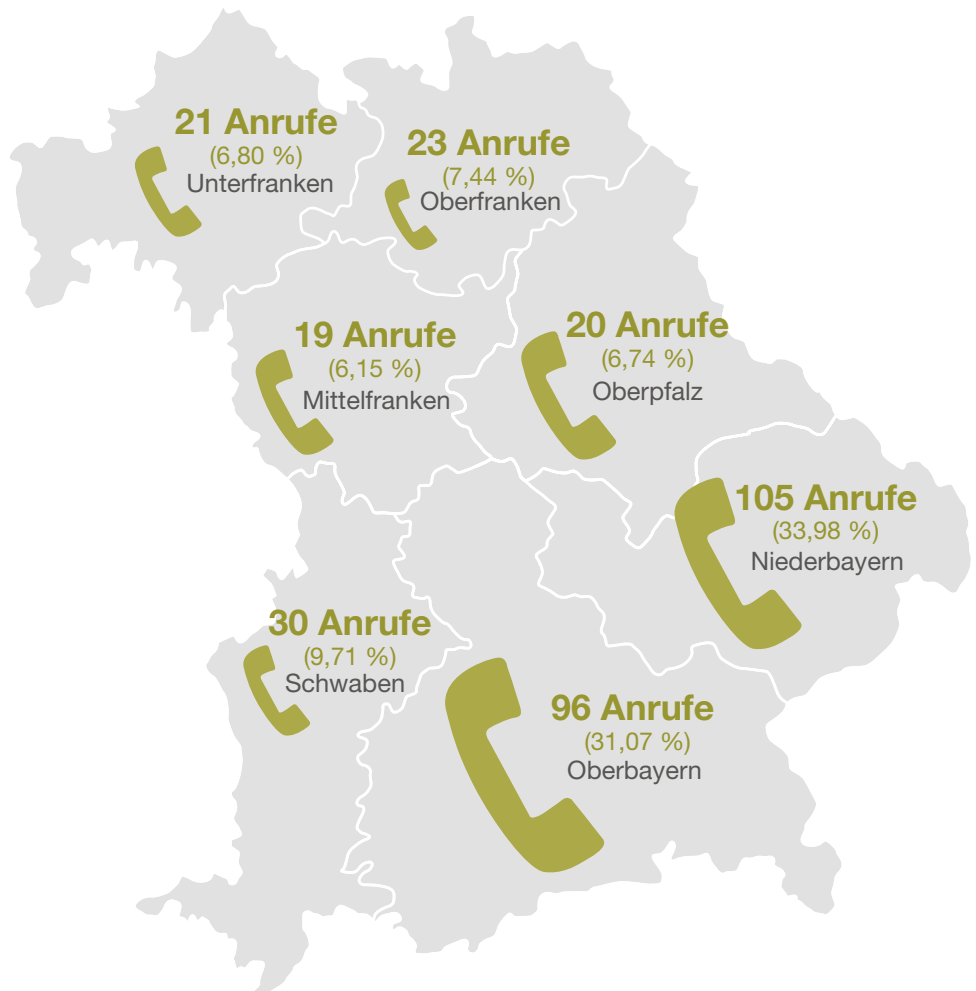 21 Anrufe
(6,80 %)
Unterfranken
23 Anrufe
(7,44 %)
Oberfranken
19 Anrufe
(6,15 %)
Mittelfranken
20 Anrufe
(6,74 %)
Oberpfalz
105 Anrufe
(33,98 %)
Niederbayern
30 Anrufe
(9,71 %)
Schwaben
96 Anrufe
(31,07 %)
Oberbayern